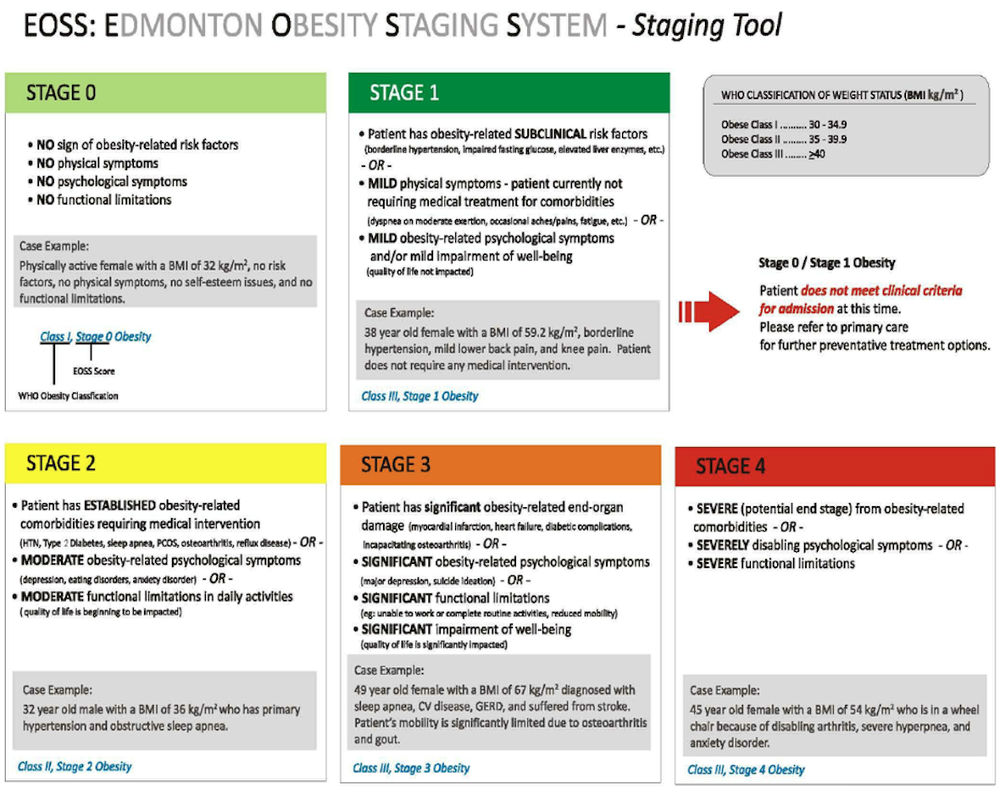 EOSS: EDMONTON OBESITY STAGING SYSTEM - Staging Tool
STAGE 0
• NO sign of obesity-related risk factors
• NO physical symptoms
• NO psychological symptoms
• NO functional limitations
Case Example:
Physically active female with a BMI of 32 kg/m², no risk
factors, no physical symptoms, no self-esteem issues, and no
functional limitations.
Class I, Stage 0 Obesity
EOSS Score
WHO Obesity Classfication
STAGE 1
• Patient has obesity-related SUBCLINICAL risk factors
(borderline hypertension, impaired fasting glucose, elevated liver enzymes, etc.)
- OR -
• MILD physical symptoms - patient currently not
requiring medical treatment for comorbidities
(dyspnea on moderate exertion, occasional aches/pains, fatigue, etc.) - OR -
• MILD obesity-related psychological symptoms
and/or mild impairment of well-being
(quality of life not impacted)
Case Example:
38 year old female with a BMI of 59.2 kg/m², borderline
hypertension, mild lower back pain, and knee pain. Patient
does not require any medical intervention.
Class III, Stage 1 Obesity
WHO CLASSIFICATION OF WEIGHT STATUS (BMI kg/m² )
Obese Class I .......... 30 - 34.9
Obese Class II ......... 35 - 39.9
Obese Class III ........ ≥40
Stage 0 / Stage 1 Obesity
Patient does not meet clinical criteria
for admission at this time.
Please refer to primary care
for further preventative treatment options.
STAGE 2
• Patient has ESTABLISHED obesity-related
comorbidities requiring medical intervention
(HTN, Type 2 Diabetes, sleep apnea, PCOS, osteoarthritis, reflux disease) - OR -
• MODERATE obesity-related psychological symptoms
(depression, eating disorders, anxiety disorder) - OR -
• MODERATE functional limitations in daily activities
(quality of life is beginning to be impacted)
Case Example:
32 year old male with a BMI of 36 kg/m² who has primary
hypertension and obstructive sleep apnea.
Class II, Stage 2 Obesity
STAGE 3
• Patient has significant obesity-related end-organ
damage (myocardial infarction, heart failure, diabetic complications,
incapacitating osteoarthritis) - OR -
• SIGNIFICANT obesity-related psychological symptoms
(major depression, suicide ideation) - OR -
• SIGNIFICANT functional limitations
(eg: unable to work or complete routine activities, reduced mobility)
• SIGNIFICANT impairment of well-being
(quality of life is significantly impacted)
Case Example:
49 year old female with a BMI of 67 kg/m² diagnosed with
sleep apnea, CV disease, GERD, and suffered from stroke.
Patient's mobility is significantly limited due to osteoarthritis
and gout.
Class III, Stage 3 Obesity
STAGE 4
• SEVERE (potential end stage) from obesity-related
comorbidities - OR -
• SEVERELY disabling psychological symptoms - OR -
• SEVERE functional limitations
Case Example:
45 year old female with a BMI of 54 kg/m² who is in a wheel
chair because of disabling arthritis, severe hyperpnea, and
anxiety disorder.
Class III, Stage 4 Obesity